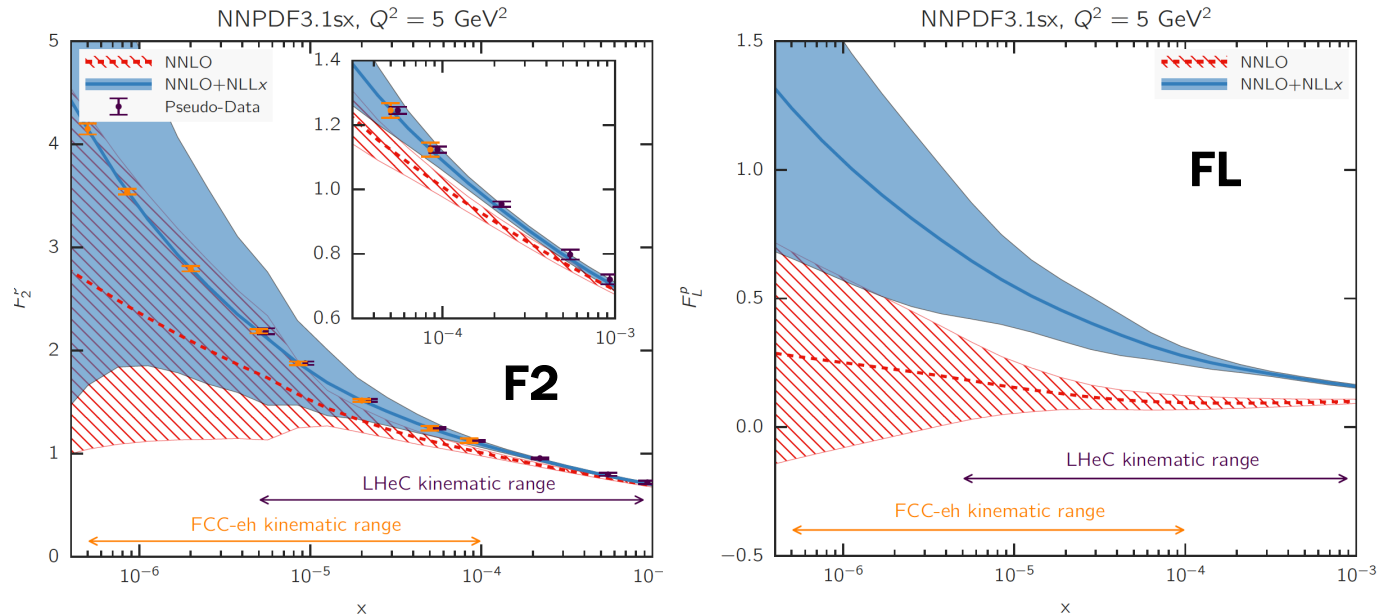 NNPDF3.1sx, Q² = 5 GeV²
5
4
3
2
1
0
NNLO
NNLO+NLLx
Pseudo-Data
1.4
1.2
1.0
0.8
0.6
10⁻⁴
10⁻³
F2
LHeC kinematic range
FCC-eh kinematic range
10⁻⁶
10⁻⁵
10⁻⁴
10⁻
x
NNPDF3.1sx, Q² = 5 GeV²
1.5
1.0
0.5
0.0
−0.5
F_L^p
NNLO
NNLO+NLLx
FL
LHeC kinematic range
FCC-eh kinematic range
10⁻⁶
10⁻⁵
10⁻⁴
10⁻³
x